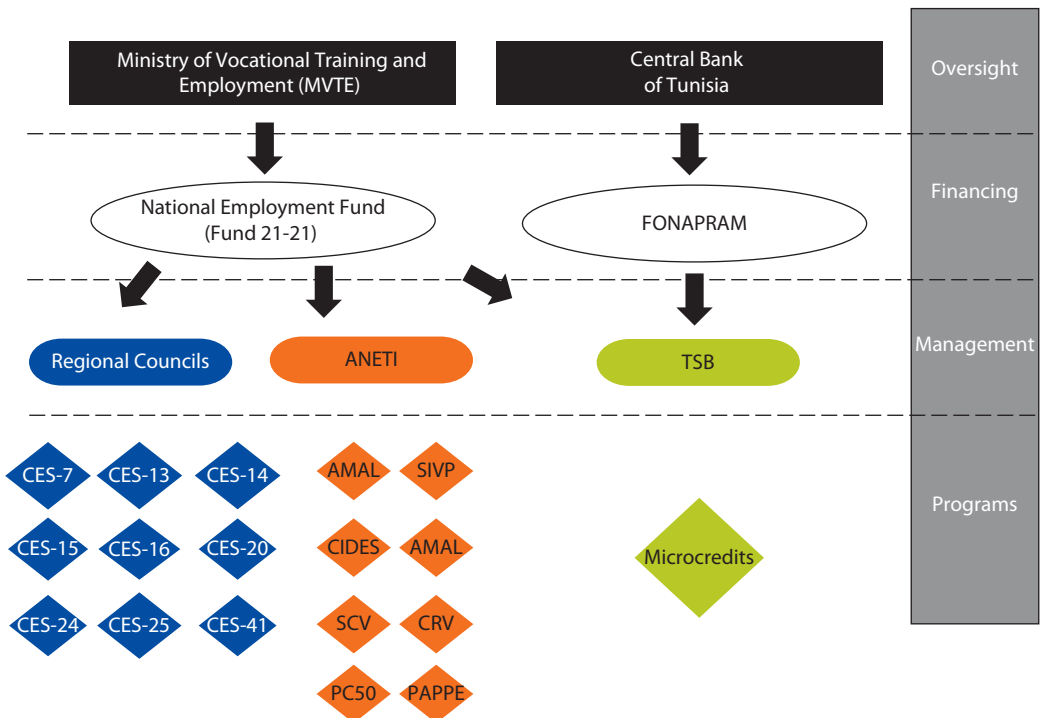 Ministry of Vocational Training and
Employment (MVTE)
Central Bank
of Tunisia
Oversight
National Employment Fund
(Fund 21-21)
FONAPRAM
Financing
Regional Councils
ANETI
TSB
Management
CES-7
CES-13
CES-14
AMAL
SIVP
CES-15
CES-16
CES-20
CIDES
AMAL
Microcredits
Programs
CES-24
CES-25
CES-41
SCV
CRV
PC50
PAPPE